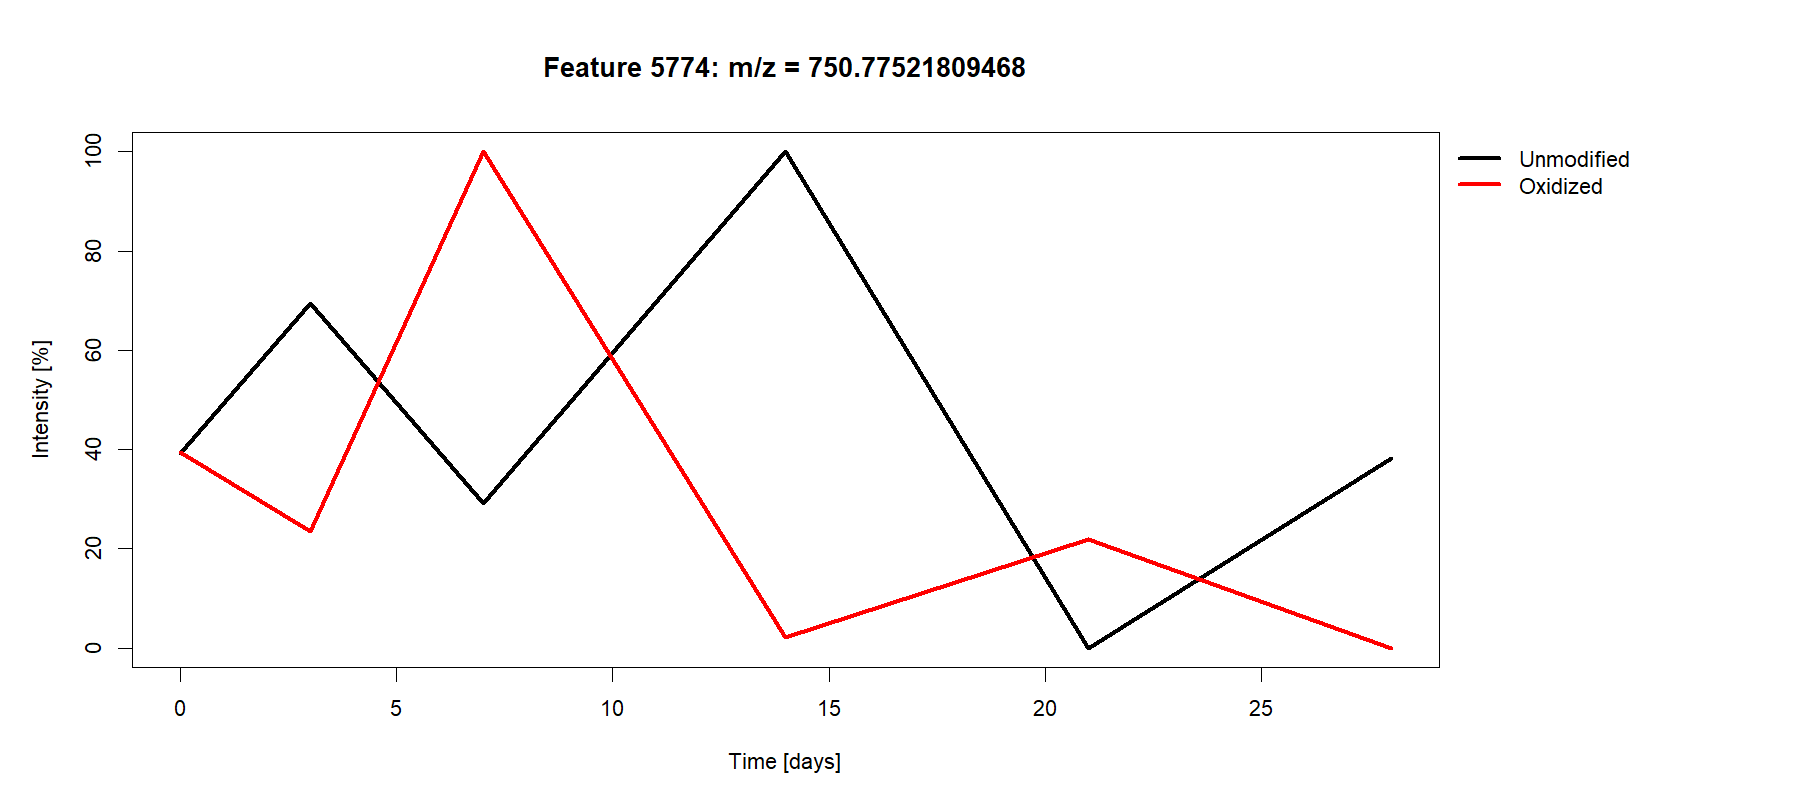 Feature 5774: m/z = 750.77521809468
Unmodified
Oxidized
Intensity [%]
100
80
60
40
20
0
0 5 10 15 20 25
Time [days]